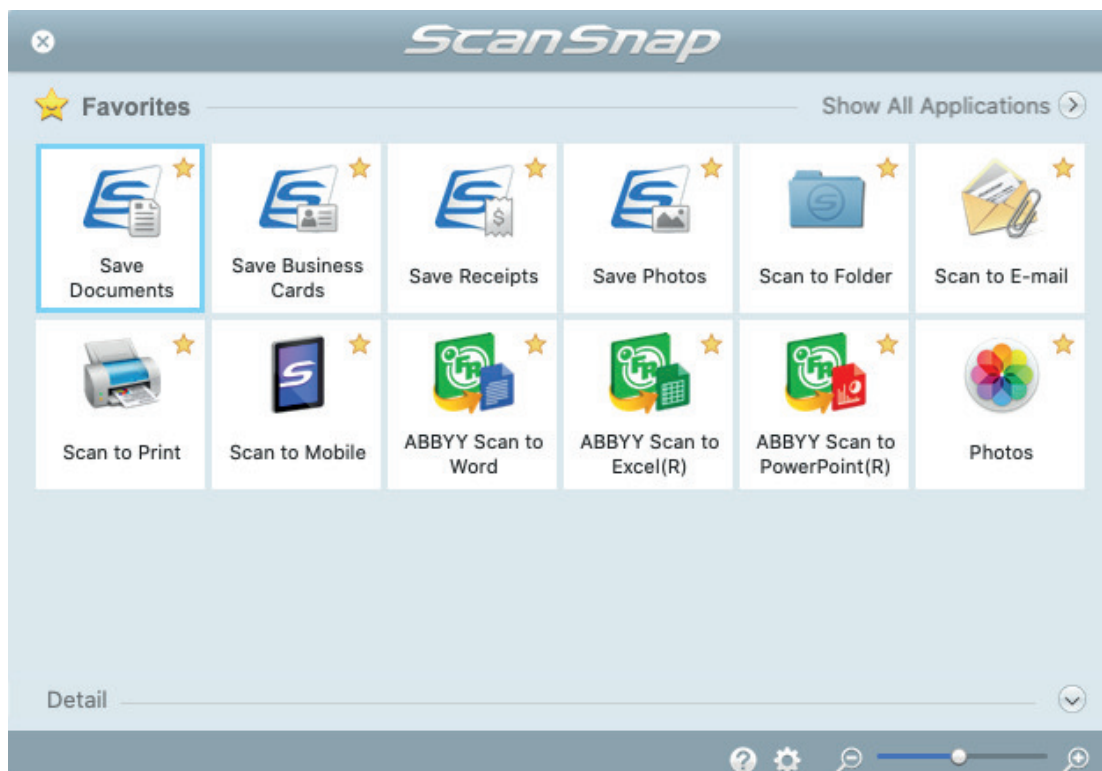 ScanSnap
Favorites
Show All Applications
Save
Documents
Save Business
Cards
Save Receipts
Save Photos
Scan to Folder
Scan to E-mail
Scan to Print
Scan to Mobile
ABBYY Scan to
Word
ABBYY Scan to
Excel(R)
ABBYY Scan to
PowerPoint(R)
Photos
Detail